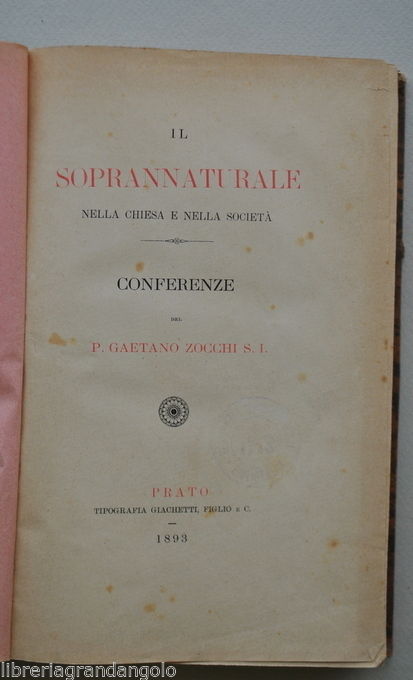 IL
SOPRANNATURALE
NELLA CHIESA E NELLA SOCIETÀ
CONFERENZE
DEL
P. GAETANO ZOCCHI S. I.
PRATO
TIPOGRAFIA GIACHETTI, FIGLIO E C.
1893
libreriagrandangolo